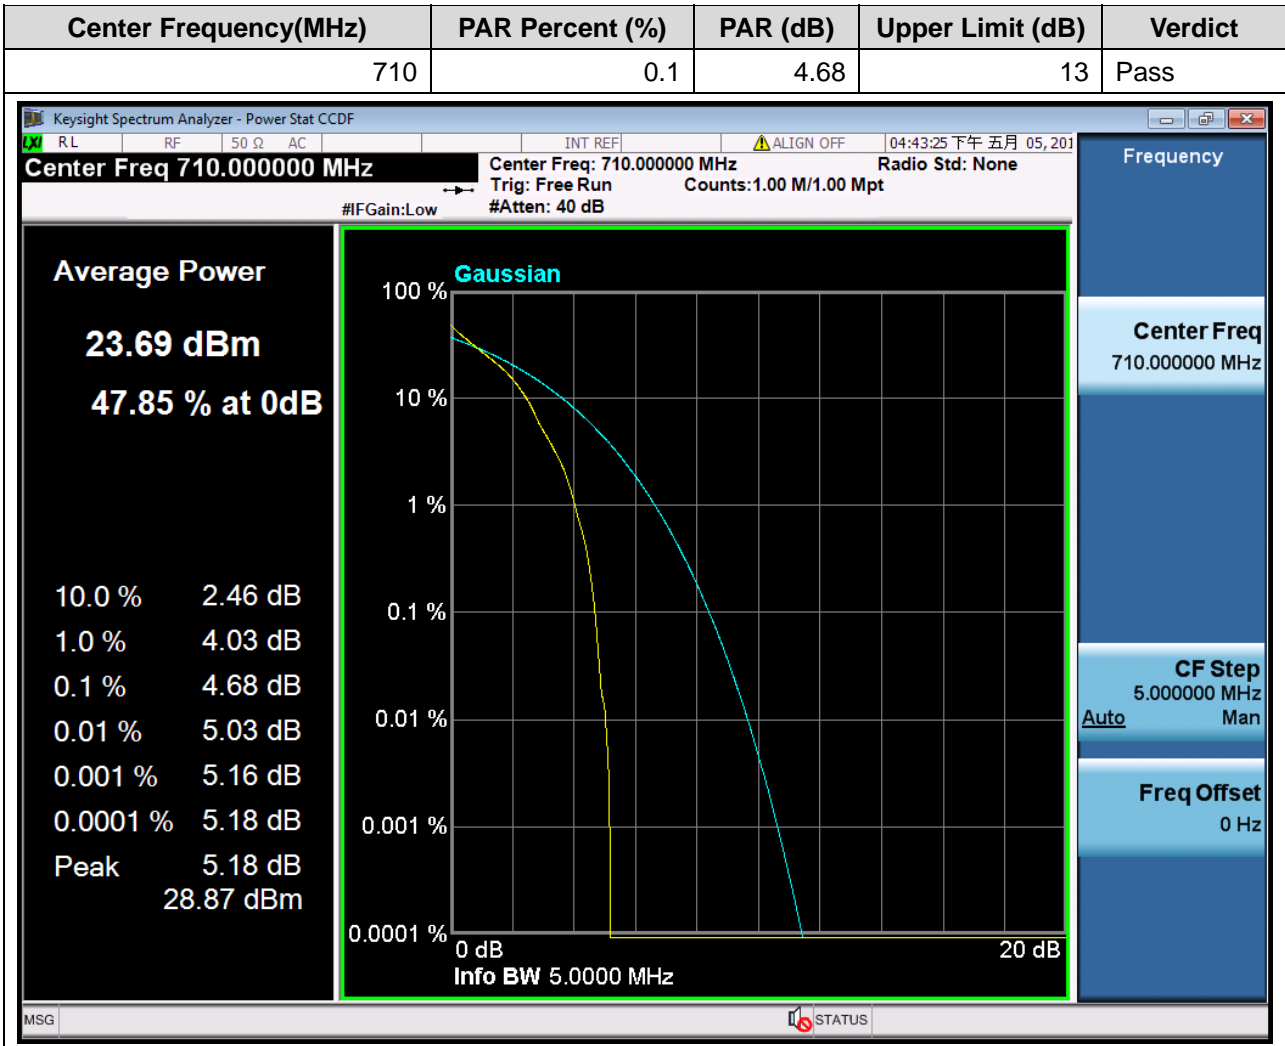 Center Frequency(MHz) PAR Percent (%) PAR (dB) Upper Limit (dB) Verdict
710 0.1 4.68 13 Pass
Keysight Spectrum Analyzer - Power Stat CCDF
LXI RL RF 50 Ω AC INT REF ALIGN OFF 04:43:25 下午 五月 05, 201
Center Freq 710.000000 MHz
Center Freq: 710.000000 MHz Radio Std: None
Trig: Free Run Counts:1.00 M/1.00 Mpt
#IFGain:Low #Atten: 40 dB
Frequency
Average Power
23.69 dBm
47.85 % at 0dB
10.0 % 2.46 dB
1.0 % 4.03 dB
0.1 % 4.68 dB
0.01 % 5.03 dB
0.001 % 5.16 dB
0.0001 % 5.18 dB
Peak 5.18 dB
28.87 dBm
Gaussian
100 %
10 %
1 %
0.1 %
0.01 %
0.001 %
0.0001 %
0 dB 20 dB
Info BW 5.0000 MHz
Center Freq
710.000000 MHz
CF Step
5.000000 MHz
Auto Man
Freq Offset
0 Hz
MSG STATUS